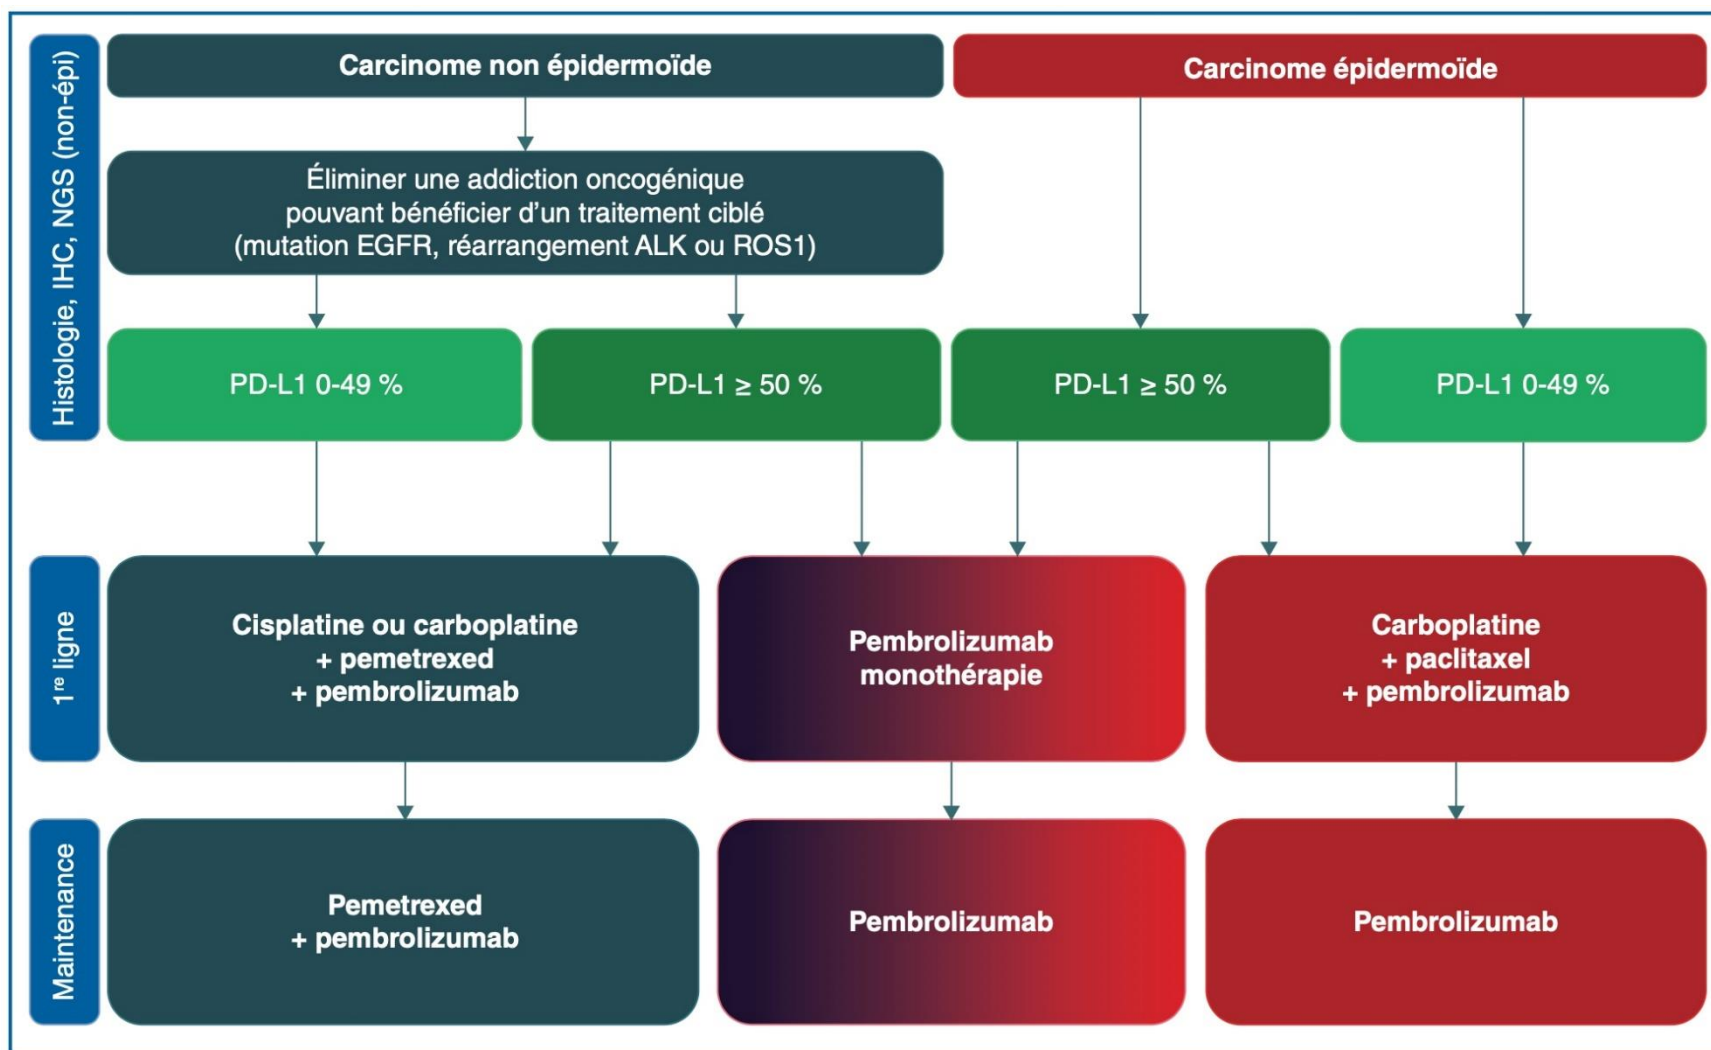 Histologie, IHC, NGS (non-épi)
Carcinome non épidermoïde
Carcinome épidermoïde
Éliminer une addiction oncogénique
pouvant bénéficier d’un traitement ciblé
(mutation EGFR, réarrangement ALK ou ROS1)
PD-L1 0-49 %
PD-L1 ≥ 50 %
PD-L1 ≥ 50 %
PD-L1 0-49 %
1re ligne
Cisplatine ou carboplatine
+ pemetrexed
+ pembrolizumab
Pembrolizumab
monothérapie
Carboplatine
+ paclitaxel
+ pembrolizumab
Maintenance
Pemetrexed
+ pembrolizumab
Pembrolizumab
Pembrolizumab